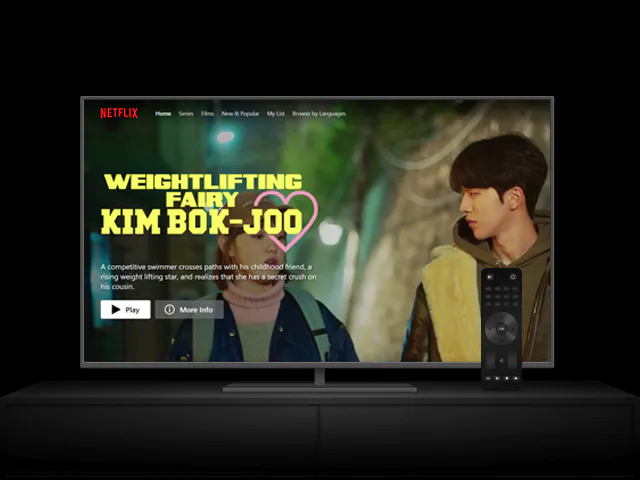 NETFLIX Home Series Films New & Popular My List Browse by Languages
WEIGHTLIFTING
FAIRY
KIM BOK-JOO
A competitive swimmer crosses paths with his childhood friend, a
rising weight lifting star, and realizes that she has a secret crush on
his cousin.
Play More Info